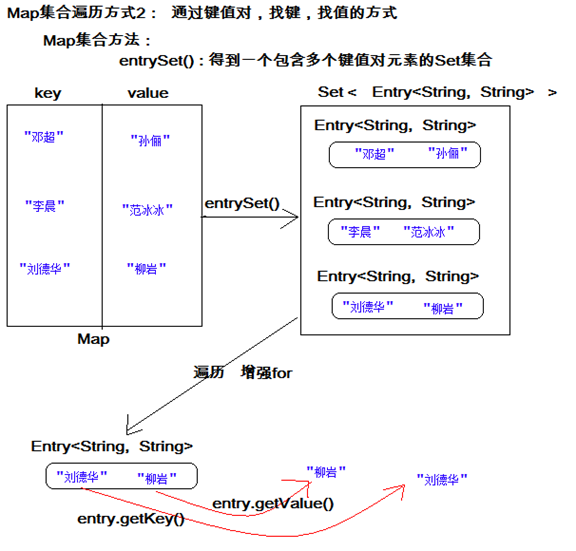 Map集合遍历方式2： 通过键值对，找键，找值的方式
Map集合方法：
entrySet()：得到一个包含多个键值对元素的Set集合
key value
Set < Entry<String, String> >
Entry<String, String>
"邓超" "孙俪"
"邓超" "孙俪"
entrySet()
Entry<String, String>
"李晨" "范冰冰"
"李晨" "范冰冰"
Entry<String, String>
"刘德华" "柳岩"
"刘德华" "柳岩"
Map
遍历 增强for
Entry<String, String>
"刘德华" "柳岩"
"柳岩"
"刘德华"
entry.getValue()
entry.getKey()